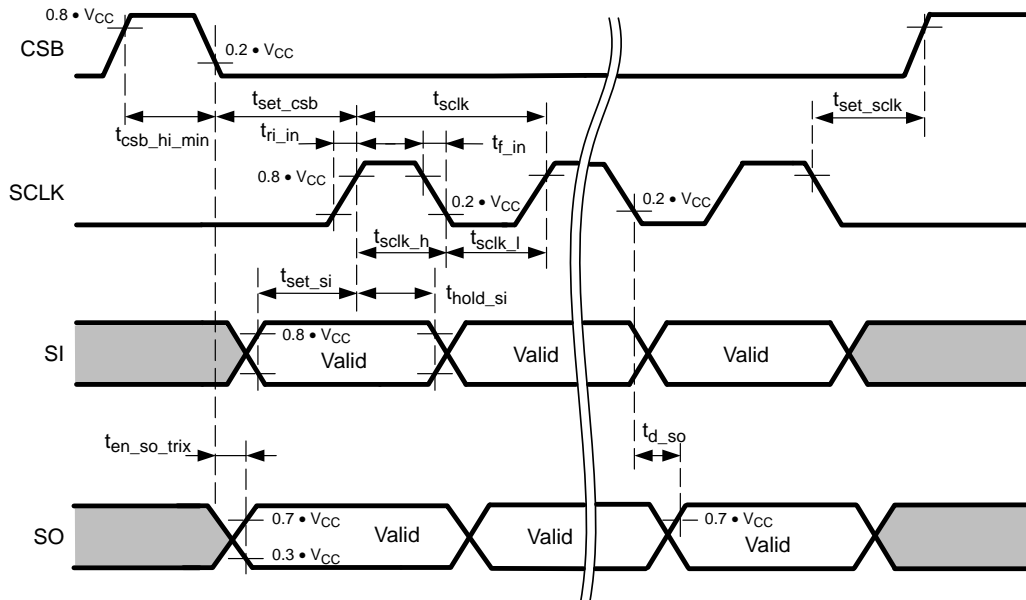 0.8 • VCC
CSB
0.2 • VCC
tset_csb
tsclk
tset_sclk
tcsb_hi_min
tri_in
tf_in
0.8 • VCC
SCLK
0.2 • VCC
0.2 • VCC
tsclk_h
tsclk_l
tset_si
thold_si
0.8 • VCC
SI
Valid
Valid
Valid
ten_so_trix
td_so
0.7 • VCC
0.7 • VCC
SO
Valid
Valid
Valid
0.3 • VCC